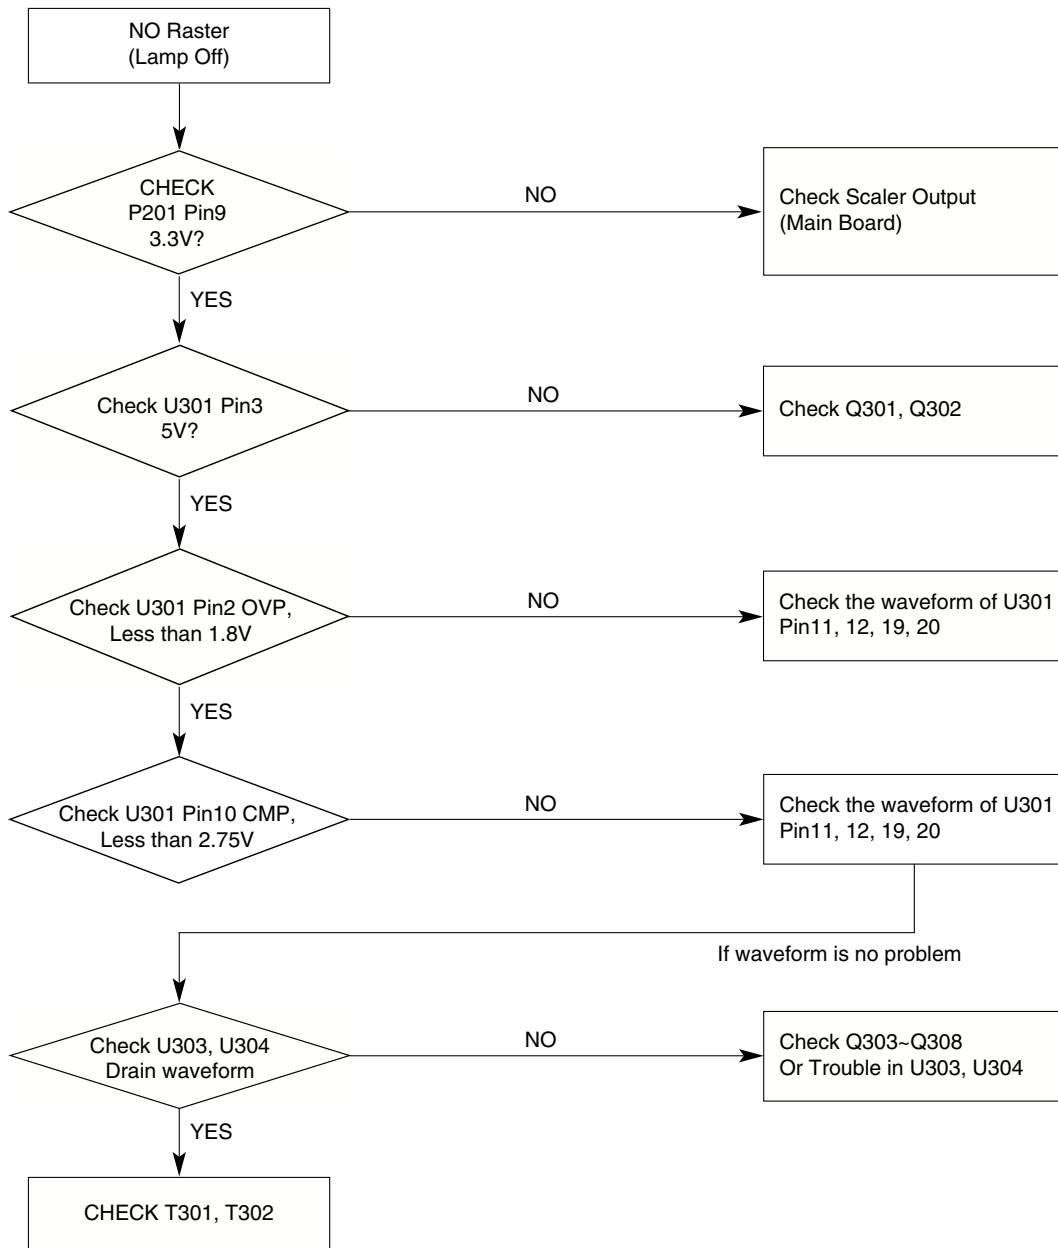 NO Raster
(Lamp Off)
CHECK
P201 Pin9
3.3V?
NO
Check Scaler Output
(Main Board)
YES
Check U301 Pin3
5V?
NO
Check Q301, Q302
YES
Check U301 Pin2 OVP,
Less than 1.8V
NO
Check the waveform of U301
Pin11, 12, 19, 20
YES
Check U301 Pin10 CMP,
Less than 2.75V
NO
Check the waveform of U301
Pin11, 12, 19, 20
If waveform is no problem
Check U303, U304
Drain waveform
NO
Check Q303~Q308
Or Trouble in U303, U304
YES
CHECK T301, T302